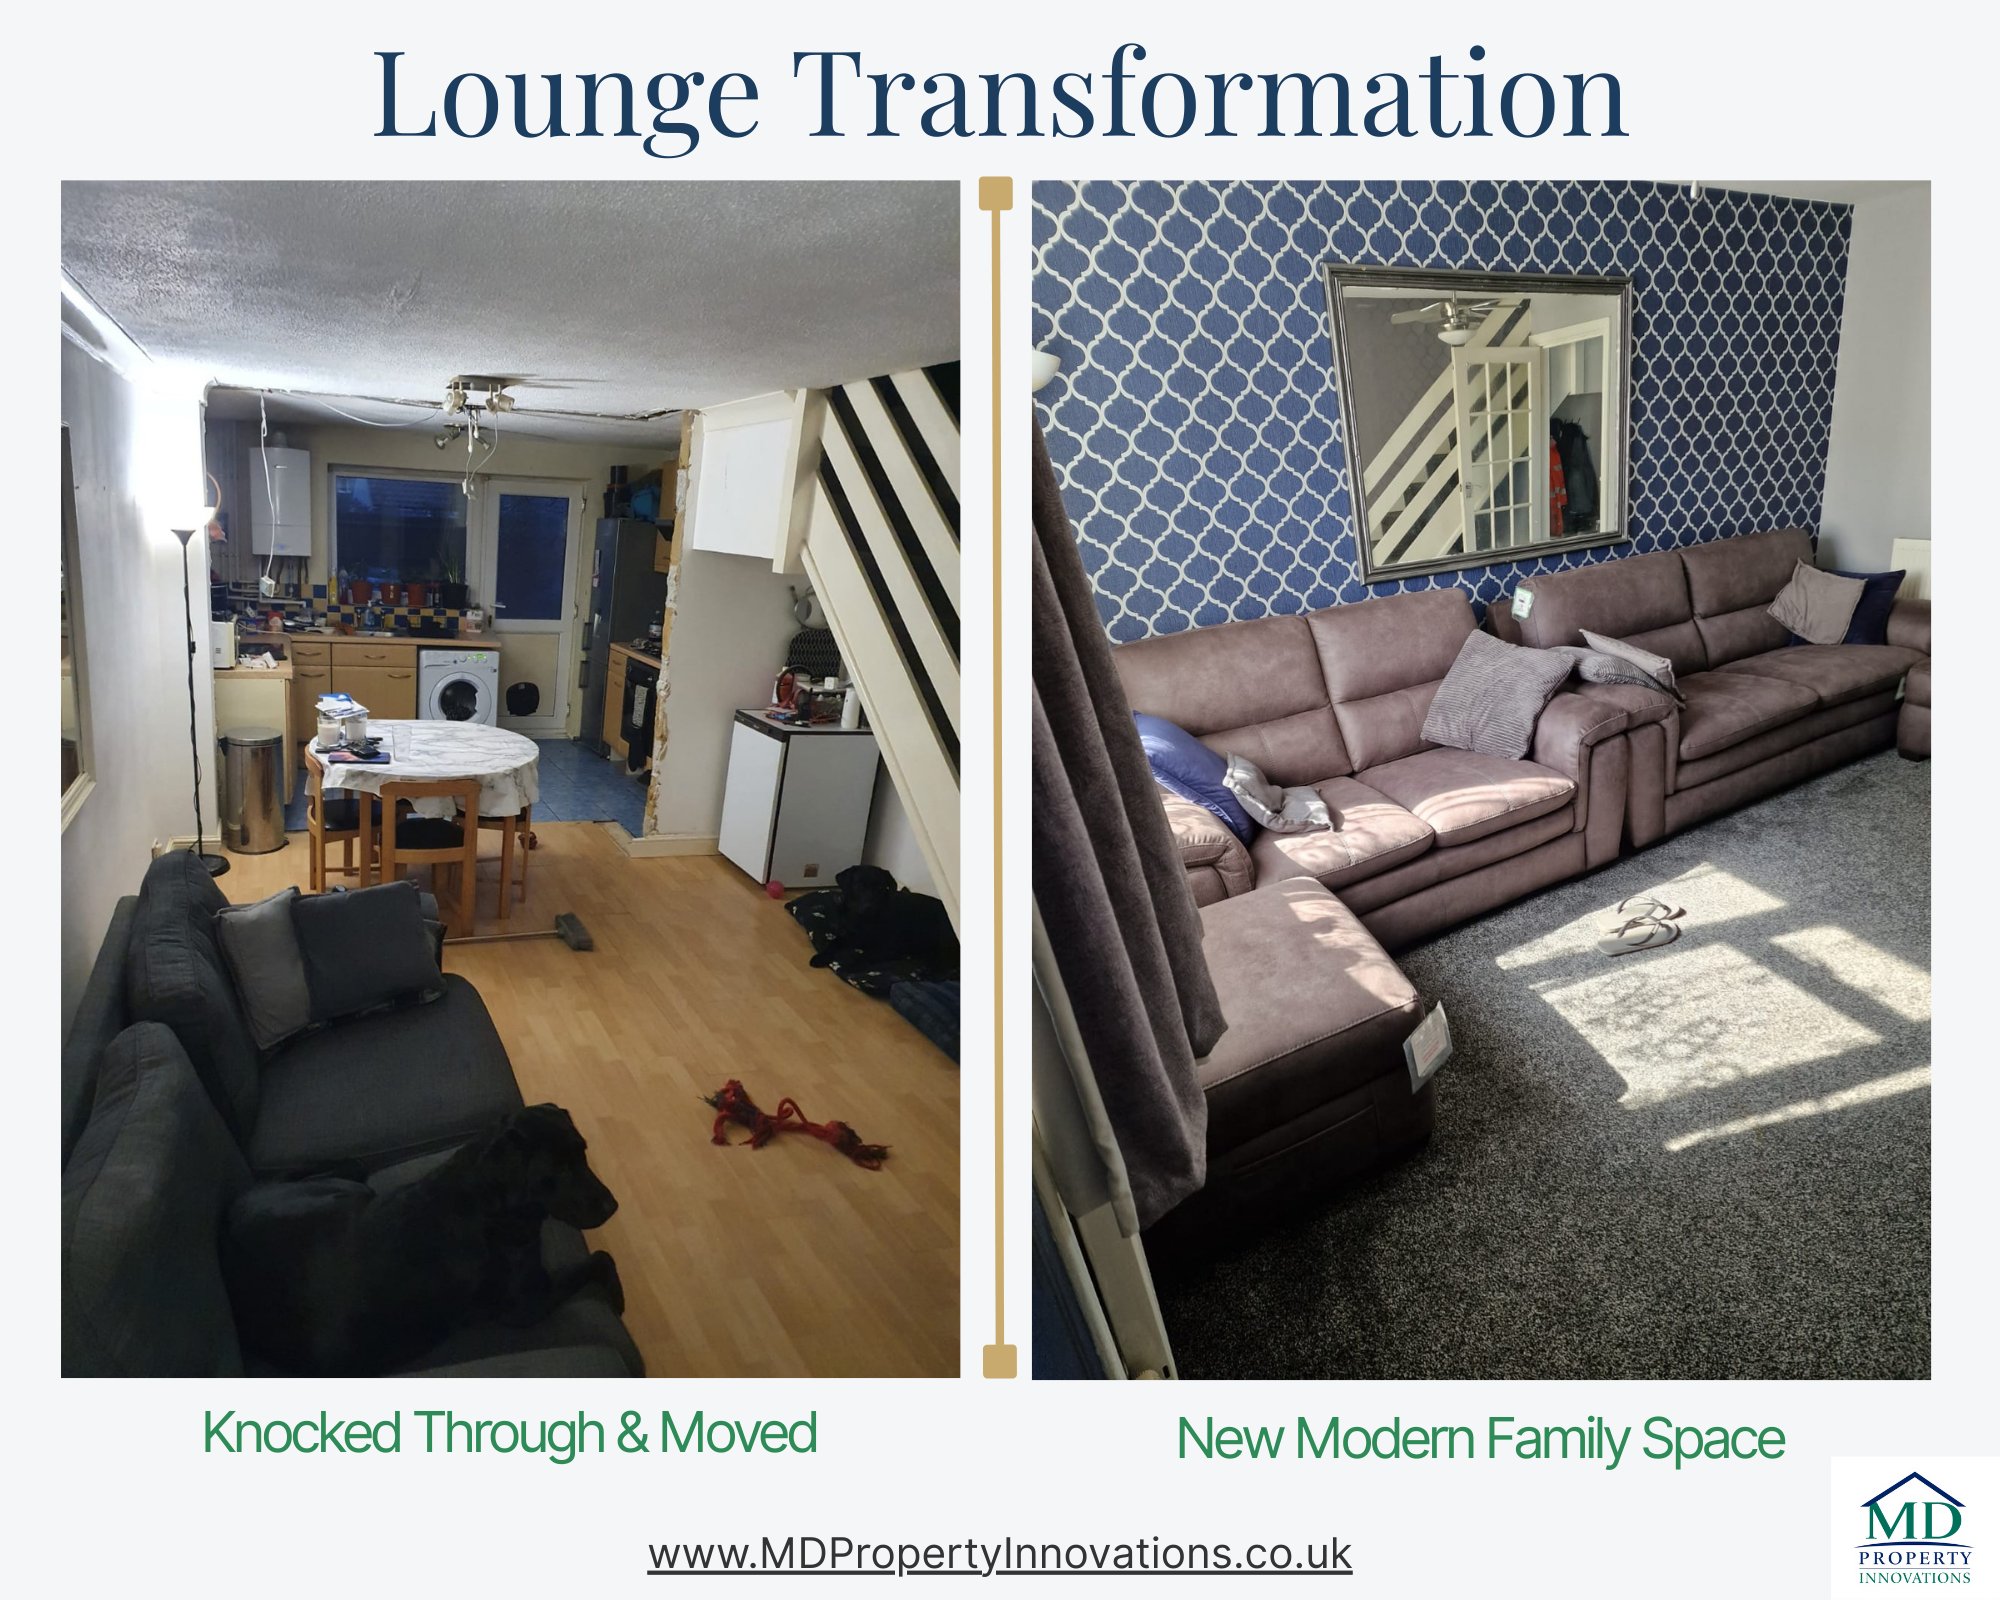 Lounge Transformation
Knocked Through & Moved
New Modern Family Space
www.MDPropertyInnovations.co.uk
MD
PROPERTY
INNOVATIONS